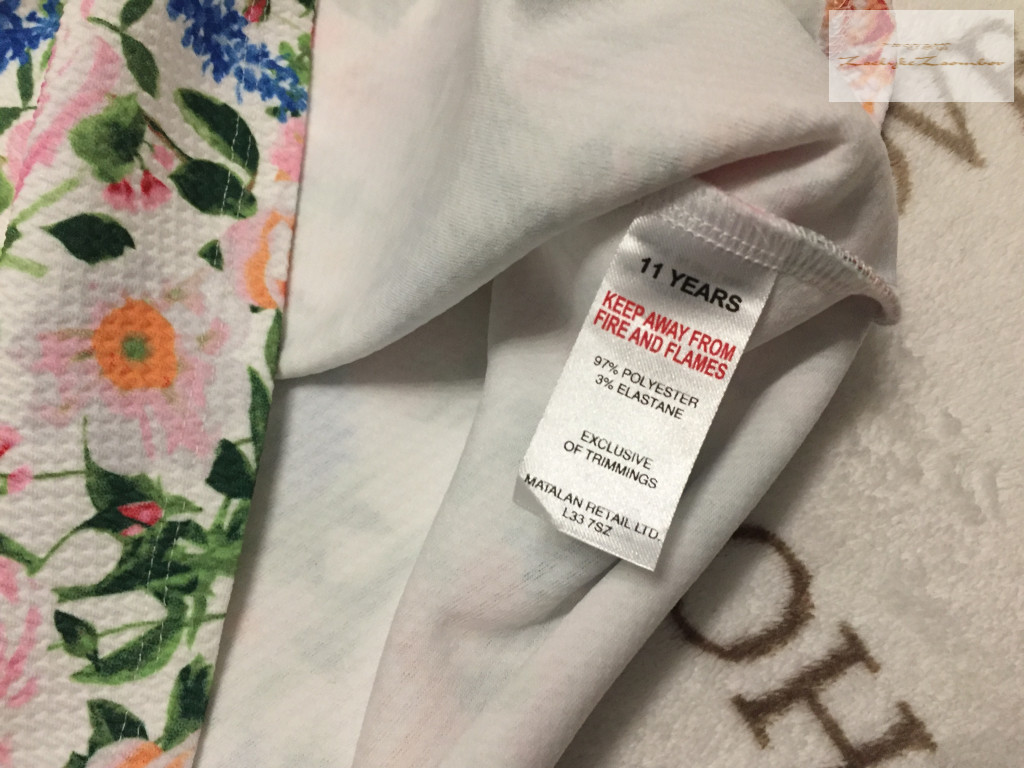 11 YEARS
KEEP AWAY FROM
FIRE AND FLAMES
97% POLYESTER
3% ELASTANE
EXCLUSIVE
OF TRIMMINGS
MATALAN RETAIL LTD.
L33 7SZ
OH